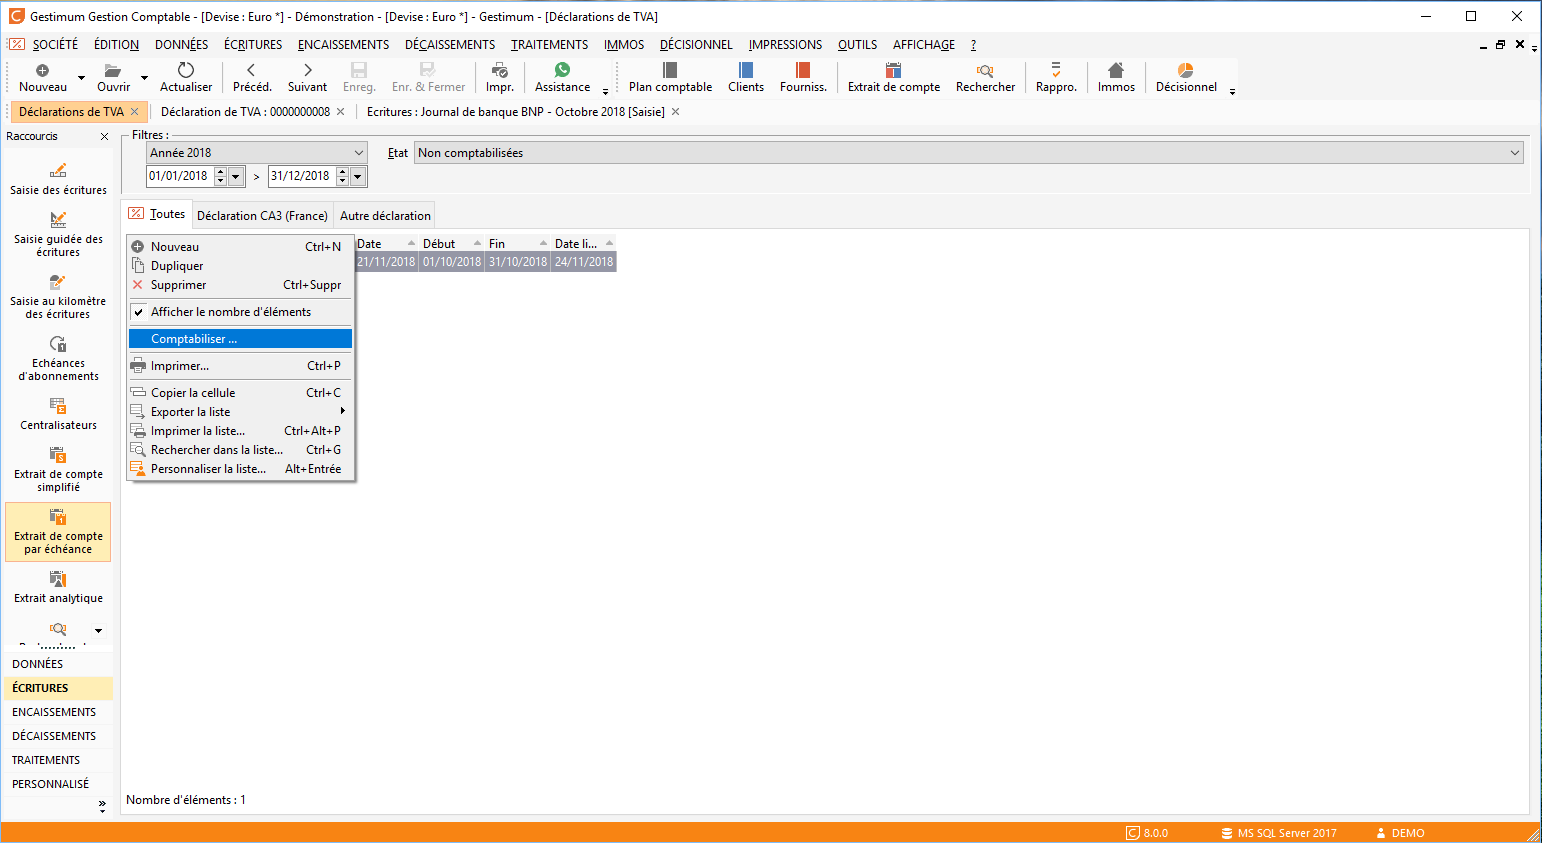 Gestimum Gestion Comptable - [Devise : Euro *] - Démonstration - [Devise : Euro *] - Gestimum - [Déclarations de TVA]
SOCIÉTÉ ÉDITION DONNÉES ÉCRITURES ENCAISSEMENTS DÉCAISSEMENTS TRAITEMENTS IMMOS DÉCISIONNEL IMPRESSIONS OUTILS AFFICHAGE ?
Nouveau Ouvrir Actualiser Précéd. Suivant Enreg. Enr. & Fermer Impr. Assistance Plan comptable Clients Fourniss. Extrait de compte Rechercher Rappro. Immos Décisionnel
Déclarations de TVA Déclaration de TVA : 0000000008 Ecritures : Journal de banque BNP - Octobre 2018 [Saisie]
Raccourcis
Saisie des écritures
Saisie guidée des
écritures
Saisie au kilomètre
des écritures
Echéances
d'abonnements
Centralisateurs
Extrait de compte
simplifié
Extrait de compte
par échéance
Extrait analytique
DONNÉES
ÉCRITURES
ENCAISSEMENTS
DÉCAISSEMENTS
TRAITEMENTS
PERSONNALISÉ
Filtres :
Année 2018 Etat Non comptabilisées
01/01/2018 > 31/12/2018
Toutes Déclaration CA3 (France) Autre déclaration
Date Début Fin Date li...
21/11/2018 01/10/2018 31/10/2018 24/11/2018
Nouveau Ctrl+N
Dupliquer
Supprimer Ctrl+Suppr
Afficher le nombre d'éléments
Comptabiliser ...
Imprimer... Ctrl+P
Copier la cellule Ctrl+C
Exporter la liste
Imprimer la liste... Ctrl+Alt+P
Rechercher dans la liste... Ctrl+G
Personnaliser la liste... Alt+Entrée
Nombre d'éléments : 1
8.0.0 MS SQL Server 2017 DEMO